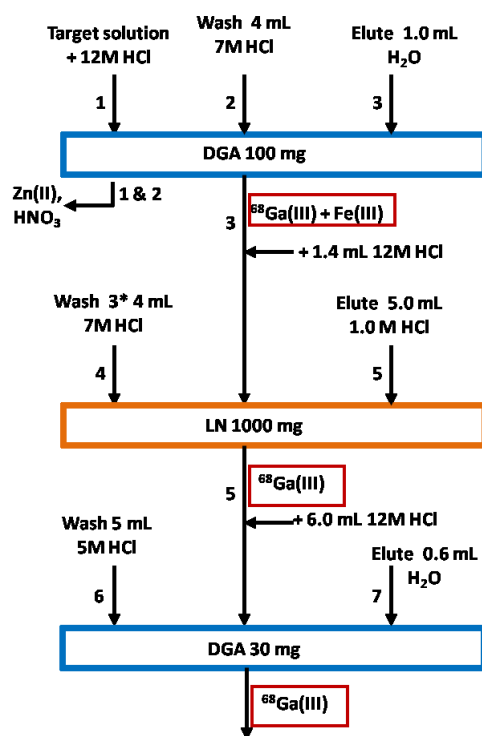 Target solution
+ 12M HCl
Wash 4 mL
7M HCl
Elute 1.0 mL
H₂O
1
2
3
DGA 100 mg
Zn(II),
HNO₃
1 & 2
3
⁶⁸Ga(III) + Fe(III)
+ 1.4 mL 12M HCl
Wash 3* 4 mL
7M HCl
Elute 5.0 mL
1.0 M HCl
4
5
LN 1000 mg
5
⁶⁸Ga(III)
+ 6.0 mL 12M HCl
Wash 5 mL
5M HCl
Elute 0.6 mL
H₂O
6
7
DGA 30 mg
⁶⁸Ga(III)